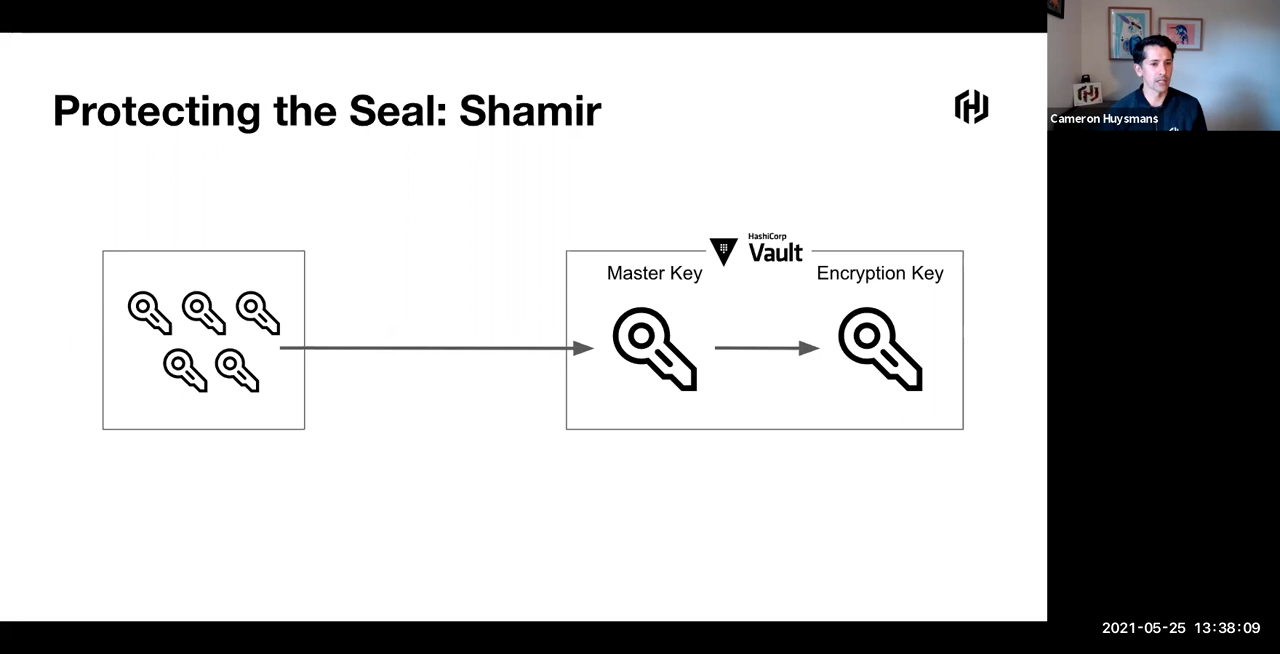 Protecting the Seal: Shamir
HashiCorp
Vault
Master Key
Encryption Key
Cameron Huysmans
2021-05-25 13:38:09